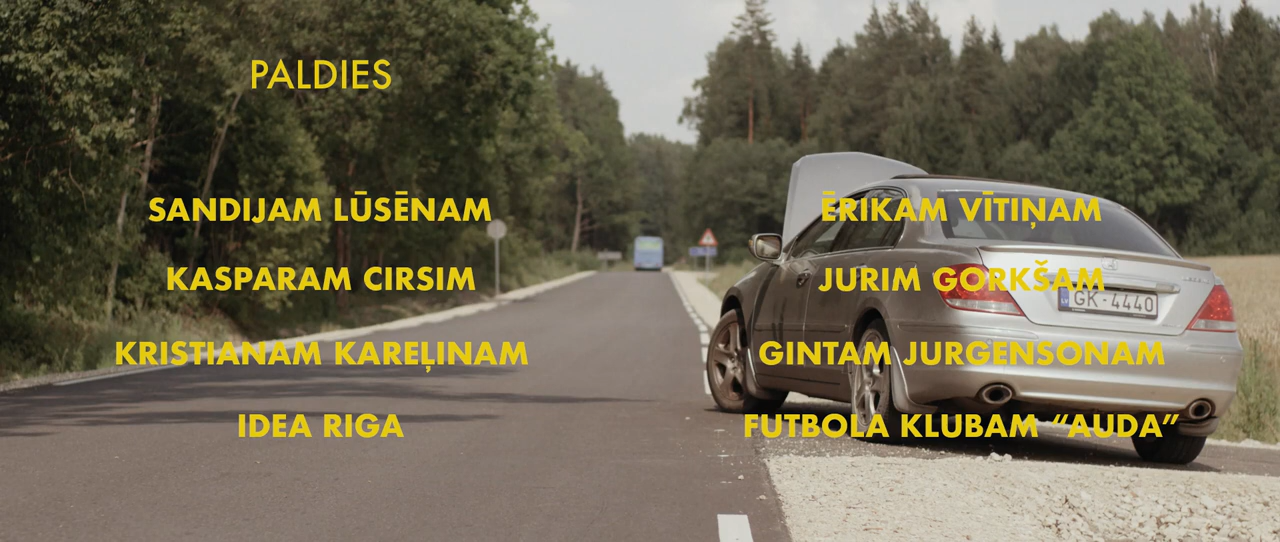 PALDIES
SANDIJAM LŪSĒNAM
KASPARAM CIRSIM
KRISTIANAM KAREĻINAM
IDEA RIGA
ĒRIKAM VĪTIŅAM
JURIM GORKŠAM
GINTAM JURGENSONAM
FUTBOLA KLUBAM “AUDA”
GK-4440